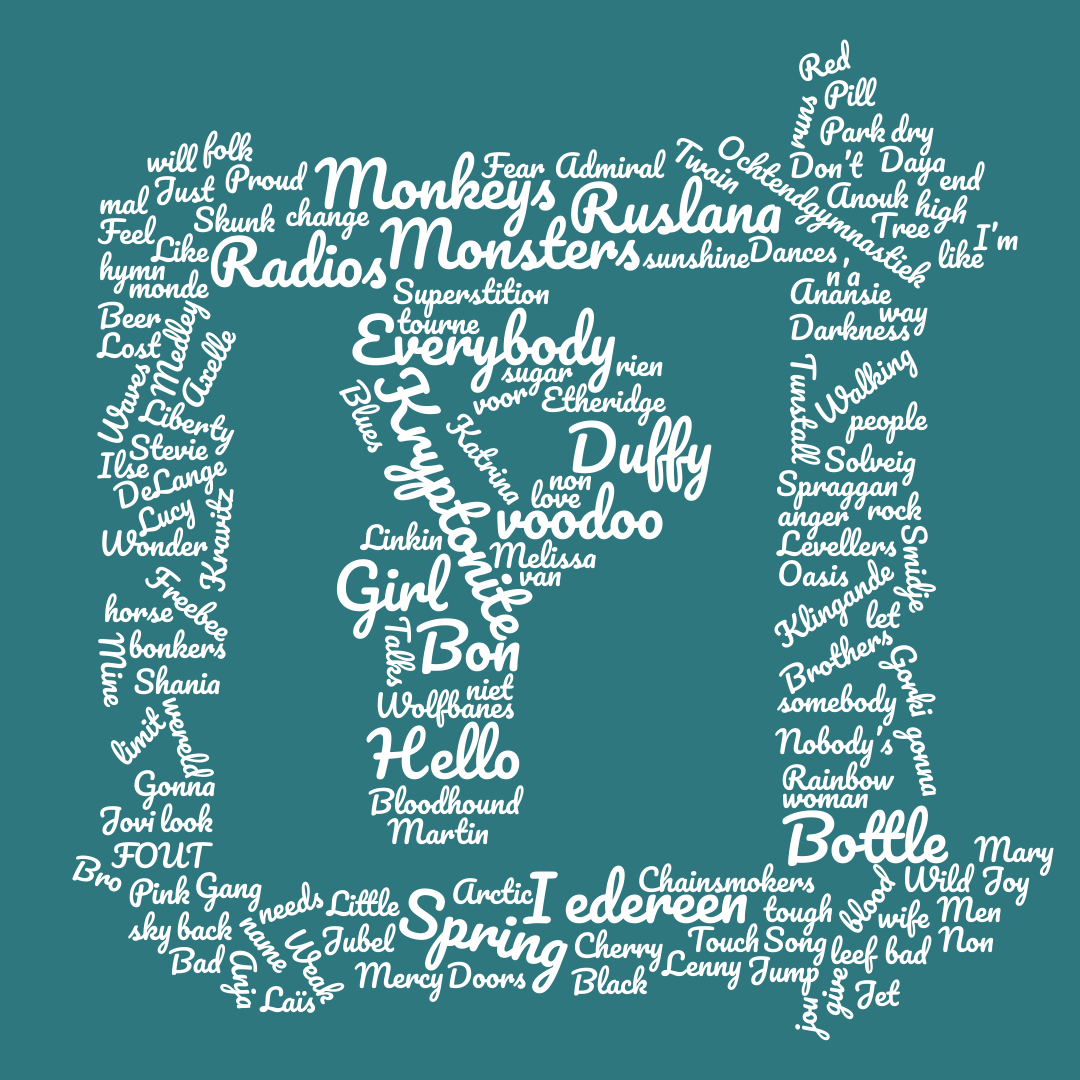 Red
Pill
runs
Park dry
will folk
Fear Admiral
Twain
Ochtendgymnastiek
Don't Daya
end
mal Just Proud
Monkeys
Ruslana
Anouk high
Feel
Skunk change
Tree
I'm
Like
Radios
Monsters
sunshine
Dances
like
hymn
monde
Superstition
'n a
Anansie
Beer
Medley
tourne
way
Lost
Axelle
Everybody
Darkness
Waves
sugar
rien
Tunstall
Walking
Blues
Kryptonite
voor
Etheridge
Liberty
Katrina
people
Stevie
Duffy
Ilse
DeLange
Solveig
non
love
Spraggan
Lucy
Kravitz
voodoo
anger
rock
Wonder
Linkin
Melissa
Levellers
Smidje
van
Oasis
Freebee
Girl
Klingande
horse
let
Mine
bonkers
Talks
Bon
Brothers
Gorki
Shania
niet
wereld
Wolfbanes
somebody
limit
Hello
Nobody's
gonna
Gonna
Rainbow
Bloodhound
woman
Jovi look
Martin
Bottle
FOUT
Mary
Bro
Pink Gang
needs
Little
Arctic
I edereen
Chainsmokers
blood
Wild Joy
Spring
tough
wife
Men
sky back
name
Weak
Jubel
Cherry
Touch
Song
leef bad
Non
Bad
Anja
Mercy
Doors
Black
Lenny
Jump
give
Jet
Laïs
jou